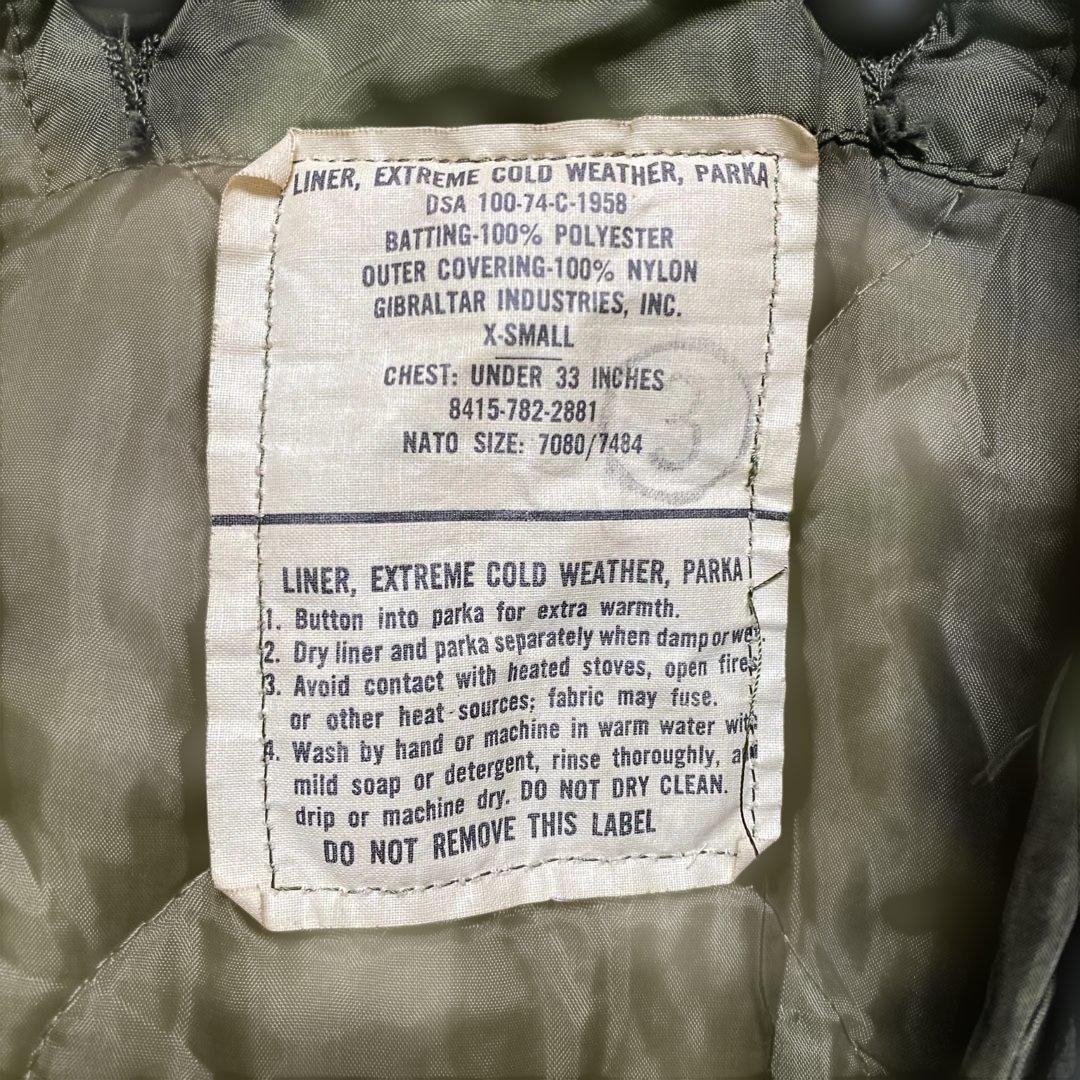 LINER, EXTREME COLD WEATHER, PARKA
DSA 100-74-C-1958
BATTING-100% POLYESTER
OUTER COVERING-100% NYLON
GIBRALTAR INDUSTRIES, INC.
X-SMALL
CHEST: UNDER 33 INCHES
8415-782-2881
NATO SIZE: 7080/7484
3
LINER, EXTREME COLD WEATHER, PARKA
1. Button into parka for extra warmth.
2. Dry liner and parka separately when damp or we
3. Avoid contact with heated stoves, open fires
or other heat sources; fabric may fuse.
4. Wash by hand or machine in warm water with
mild soap or detergent, rinse thoroughly, a
drip or machine dry. DO NOT DRY CLEAN.
DO NOT REMOVE THIS LABEL